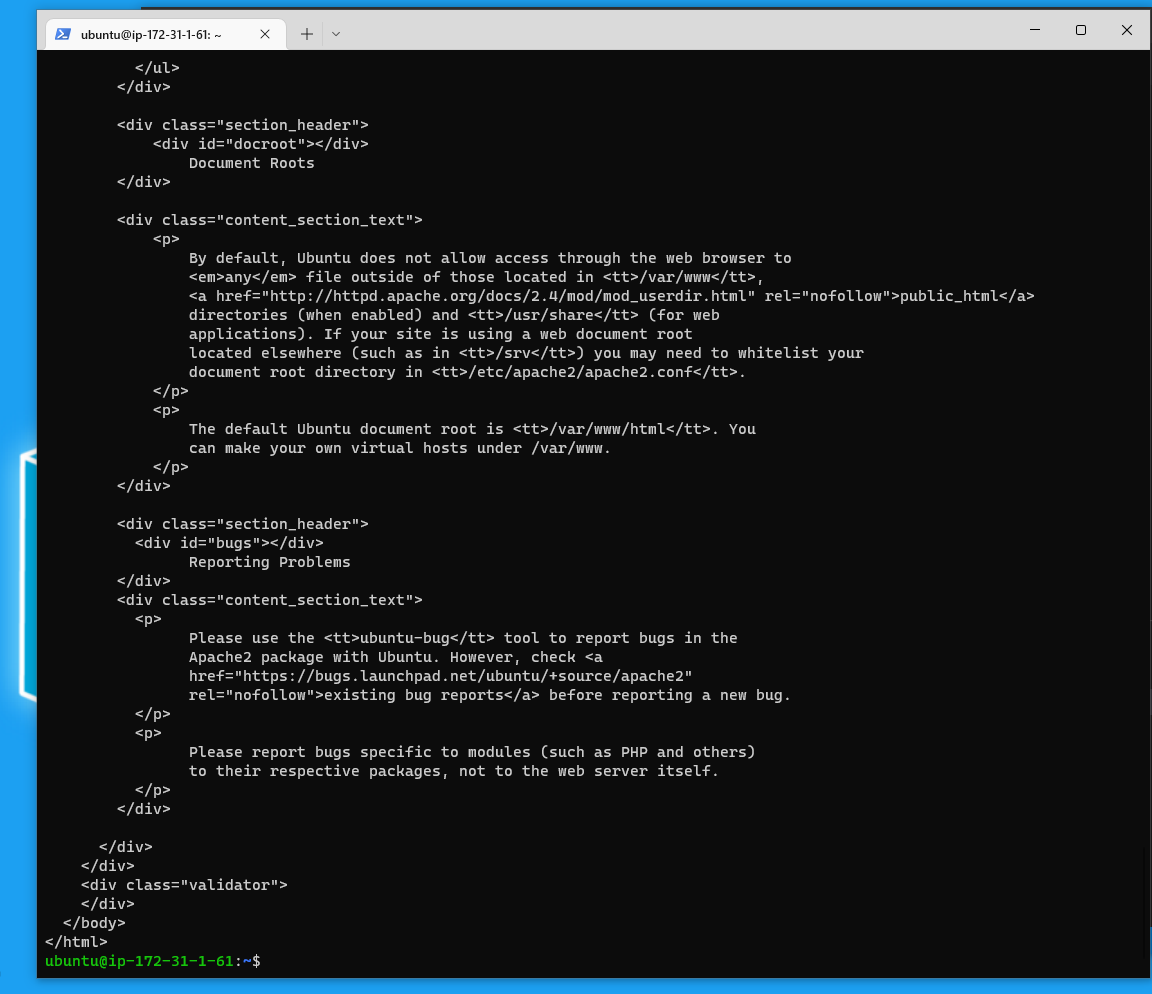 ubuntu@ip-172-31-1-61: ~
</ul>
</div>
<div class="section_header">
<div id="docroot"></div>
Document Roots
</div>
<div class="content_section_text">
<p>
By default, Ubuntu does not allow access through the web browser to
<em>any</em> file outside of those located in <tt>/var/www</tt>,
<a href="http://httpd.apache.org/docs/2.4/mod/mod_userdir.html" rel="nofollow">public_html</a>
directories (when enabled) and <tt>/usr/share</tt> (for web
applications). If your site is using a web document root
located elsewhere (such as in <tt>/srv</tt>) you may need to whitelist your
document root directory in <tt>/etc/apache2/apache2.conf</tt>.
</p>
<p>
The default Ubuntu document root is <tt>/var/www/html</tt>. You
can make your own virtual hosts under /var/www.
</p>
</div>
<div class="section_header">
<div id="bugs"></div>
Reporting Problems
</div>
<div class="content_section_text">
<p>
Please use the <tt>ubuntu-bug</tt> tool to report bugs in the
Apache2 package with Ubuntu. However, check <a
href="https://bugs.launchpad.net/ubuntu/+source/apache2"
rel="nofollow">existing bug reports</a> before reporting a new bug.
</p>
<p>
Please report bugs specific to modules (such as PHP and others)
to their respective packages, not to the web server itself.
</p>
</div>
</div>
</div>
<div class="validator">
</div>
</body>
</html>
ubuntu@ip-172-31-1-61:~$